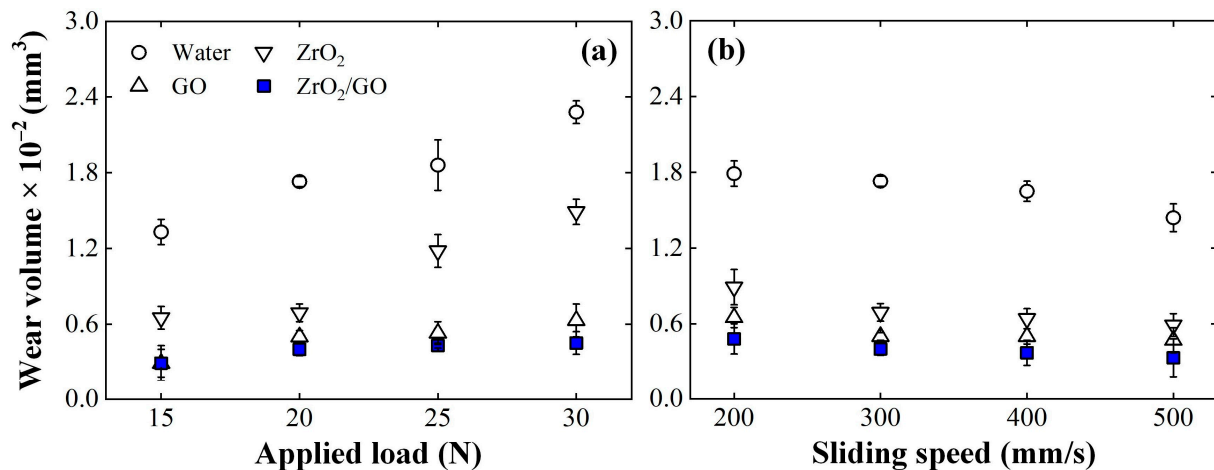 Wear volume × 10⁻² (mm³)
3.0
2.4
1.8
1.2
0.6
0.0
Water
ZrO₂
GO
ZrO₂/GO
(a)
15 20 25 30
Applied load (N)
3.0
2.4
1.8
1.2
0.6
0.0
(b)
200 300 400 500
Sliding speed (mm/s)